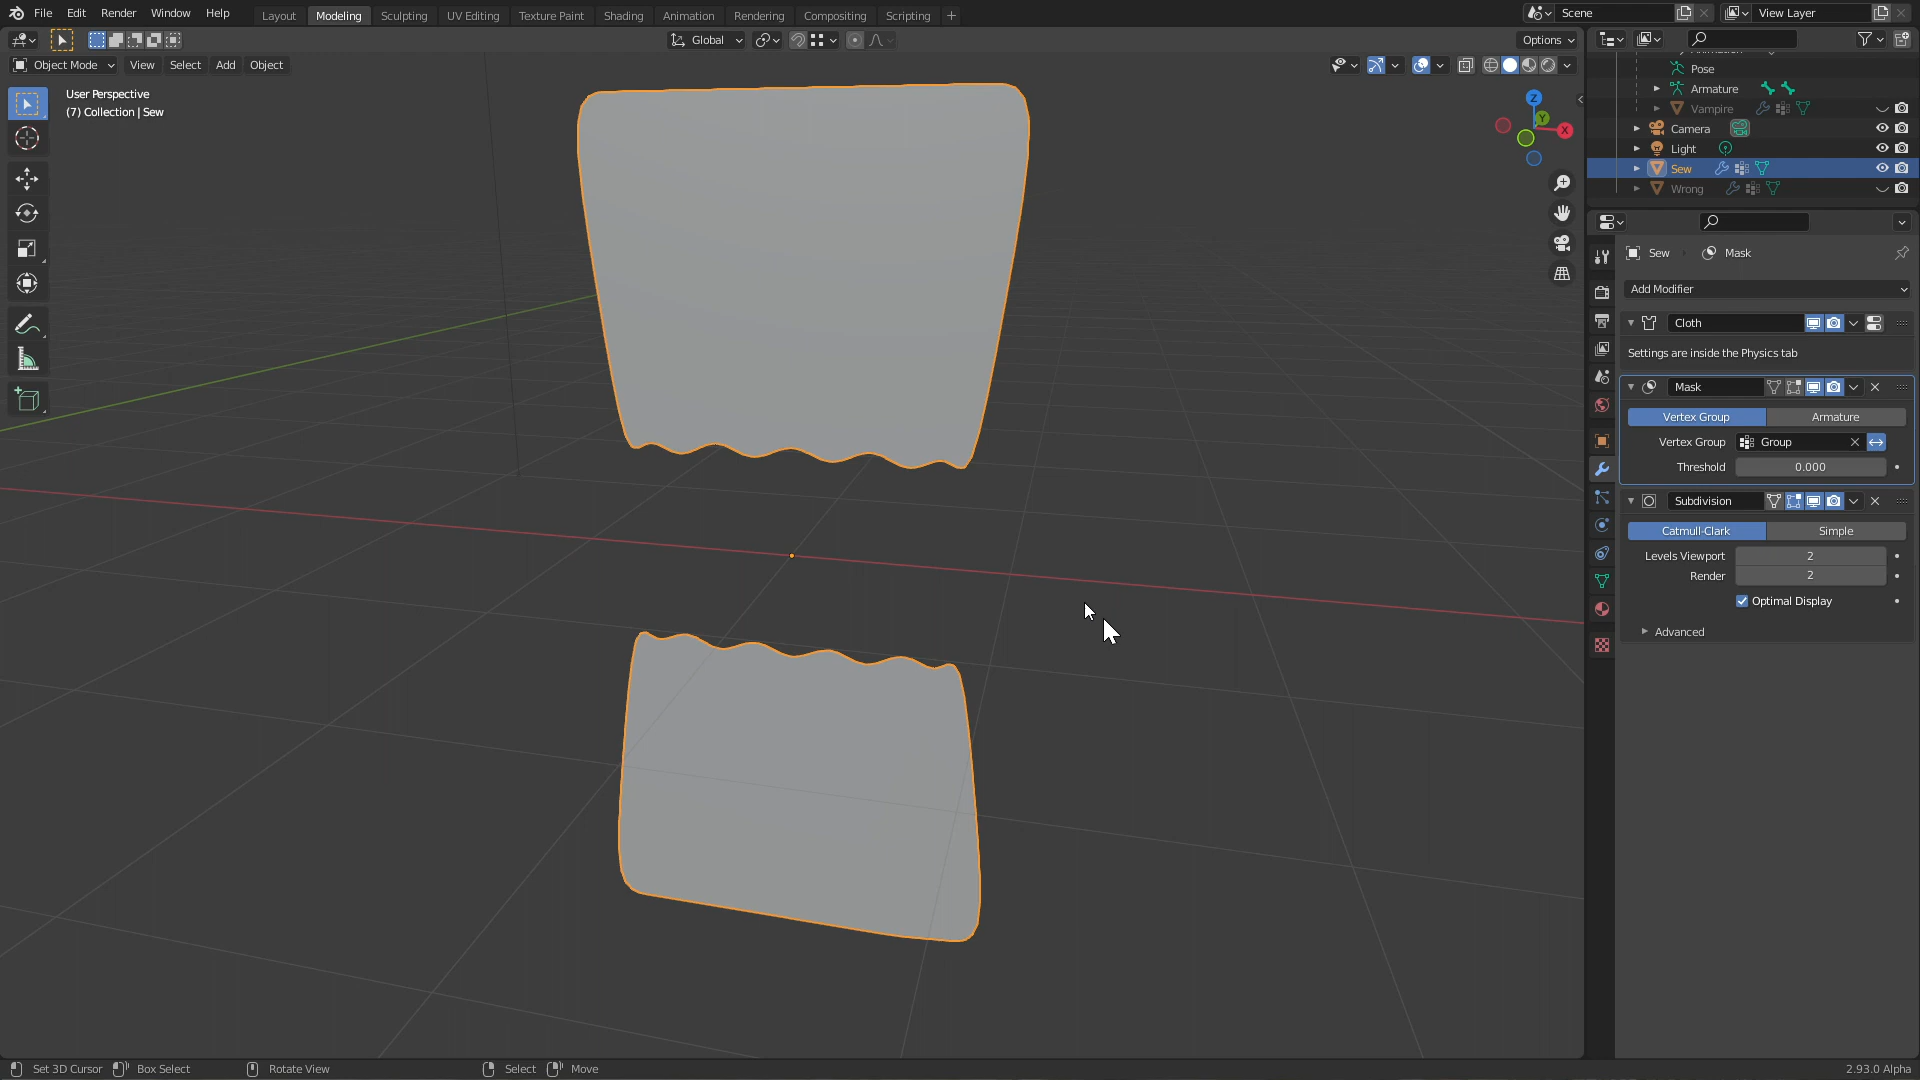 File Edit Render Window Help Layout Modeling Sculpting UV Editing Texture Paint Shading Animation Rendering Compositing Scripting + Scene View Layer
Global Options
Object Mode View Select Add Object
User Perspective
(7) Collection | Sew
Z
Y
X
Animation
Pose
Armature
Vampire
Camera
Light
Sew
Wrong
Sew Mask
Add Modifier
Cloth
Settings are inside the Physics tab
Mask
Vertex Group Armature
Vertex Group Group
Threshold 0.000
Subdivision
Catmull-Clark Simple
Levels Viewport 2
Render 2
Optimal Display
Advanced
Set 3D Cursor Box Select Rotate View Select Move 2.93.0 Alpha